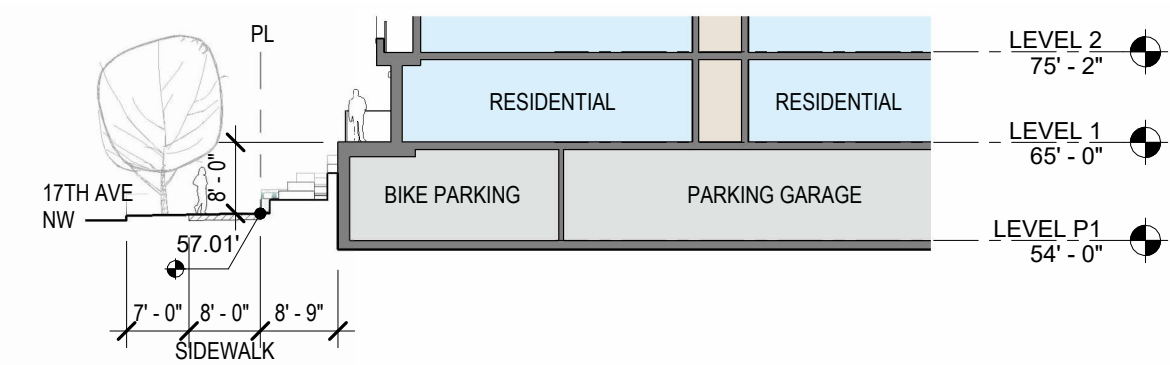 PL
LEVEL 2
75' - 2"
RESIDENTIAL
RESIDENTIAL
LEVEL 1
65' - 0"
8' - 0"
17TH AVE
NW
BIKE PARKING
PARKING GARAGE
LEVEL P1
54' - 0"
57.01'
7' - 0"
8' - 0"
8' - 9"
SIDEWALK